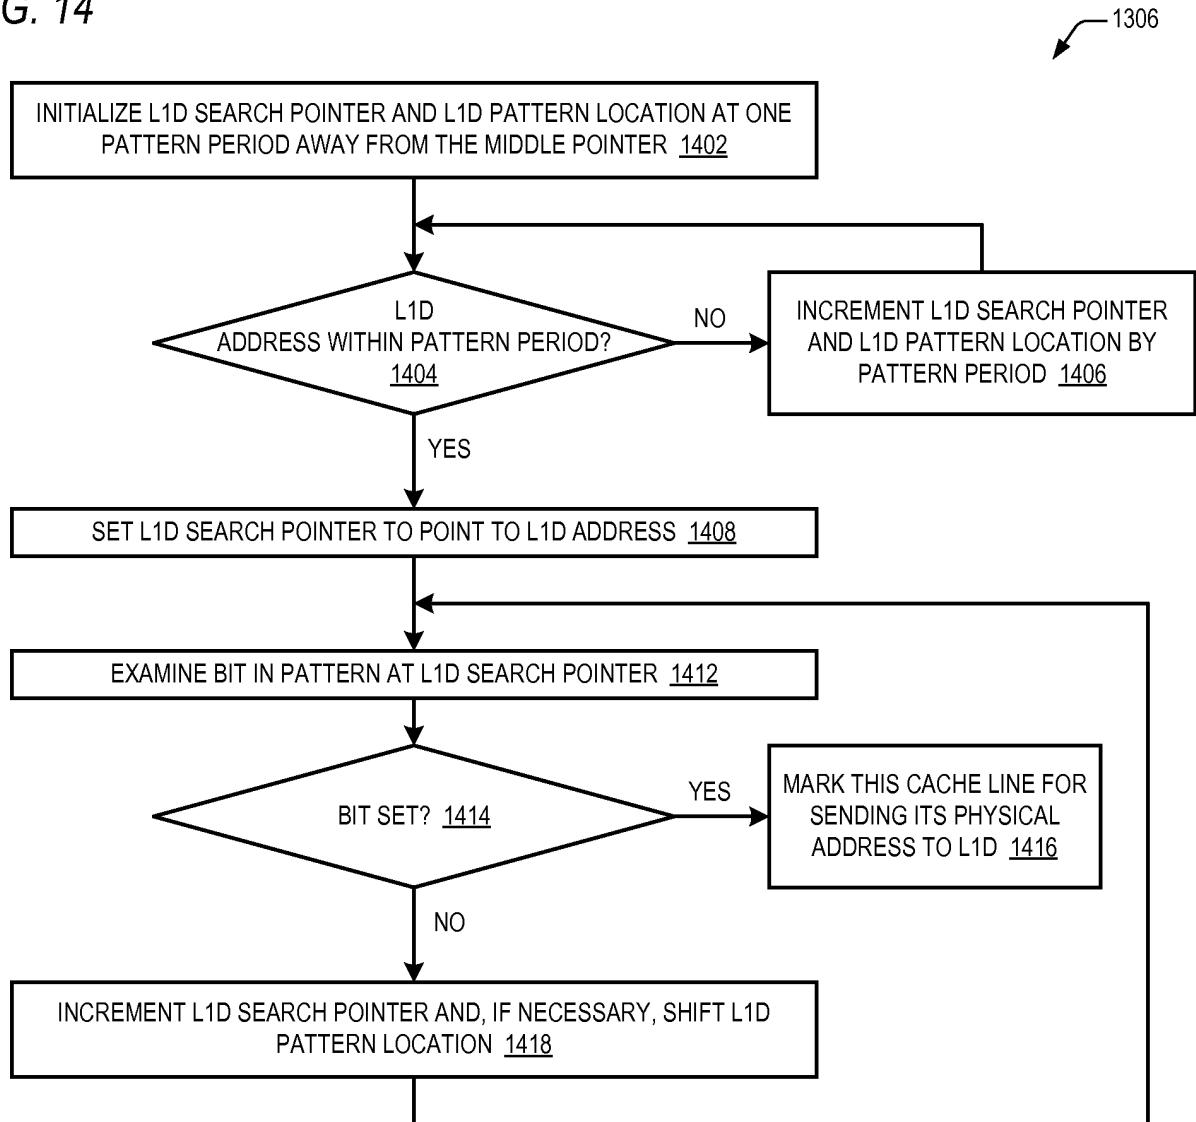 G. 14
1306
INITIALIZE L1D SEARCH POINTER AND L1D PATTERN LOCATION AT ONE
PATTERN PERIOD AWAY FROM THE MIDDLE POINTER 1402
L1D
ADDRESS WITHIN PATTERN PERIOD?
1404
NO
INCREMENT L1D SEARCH POINTER
AND L1D PATTERN LOCATION BY
PATTERN PERIOD 1406
YES
SET L1D SEARCH POINTER TO POINT TO L1D ADDRESS 1408
EXAMINE BIT IN PATTERN AT L1D SEARCH POINTER 1412
BIT SET? 1414
YES
MARK THIS CACHE LINE FOR
SENDING ITS PHYSICAL
ADDRESS TO L1D 1416
NO
INCREMENT L1D SEARCH POINTER AND, IF NECESSARY, SHIFT L1D
PATTERN LOCATION 1418